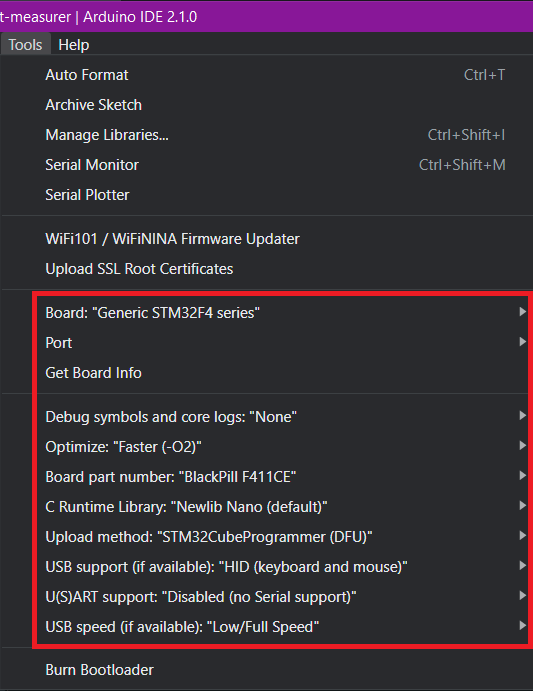 t-measurer | Arduino IDE 2.1.0
Tools Help
Auto Format Ctrl+T
Archive Sketch
Manage Libraries... Ctrl+Shift+I
Serial Monitor Ctrl+Shift+M
Serial Plotter
WiFi101 / WiFiNINA Firmware Updater
Upload SSL Root Certificates
Board: "Generic STM32F4 series"
Port
Get Board Info
Debug symbols and core logs: "None"
Optimize: "Faster (-O2)"
Board part number: "BlackPill F411CE"
C Runtime Library: "Newlib Nano (default)"
Upload method: "STM32CubeProgrammer (DFU)"
USB support (if available): "HID (keyboard and mouse)"
U(S)ART support: "Disabled (no Serial support)"
USB speed (if available): "Low/Full Speed"
Burn Bootloader